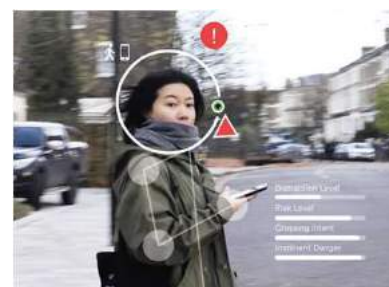 !
Distraction Level
Risk Level
Crossing Intent
Imminent Danger